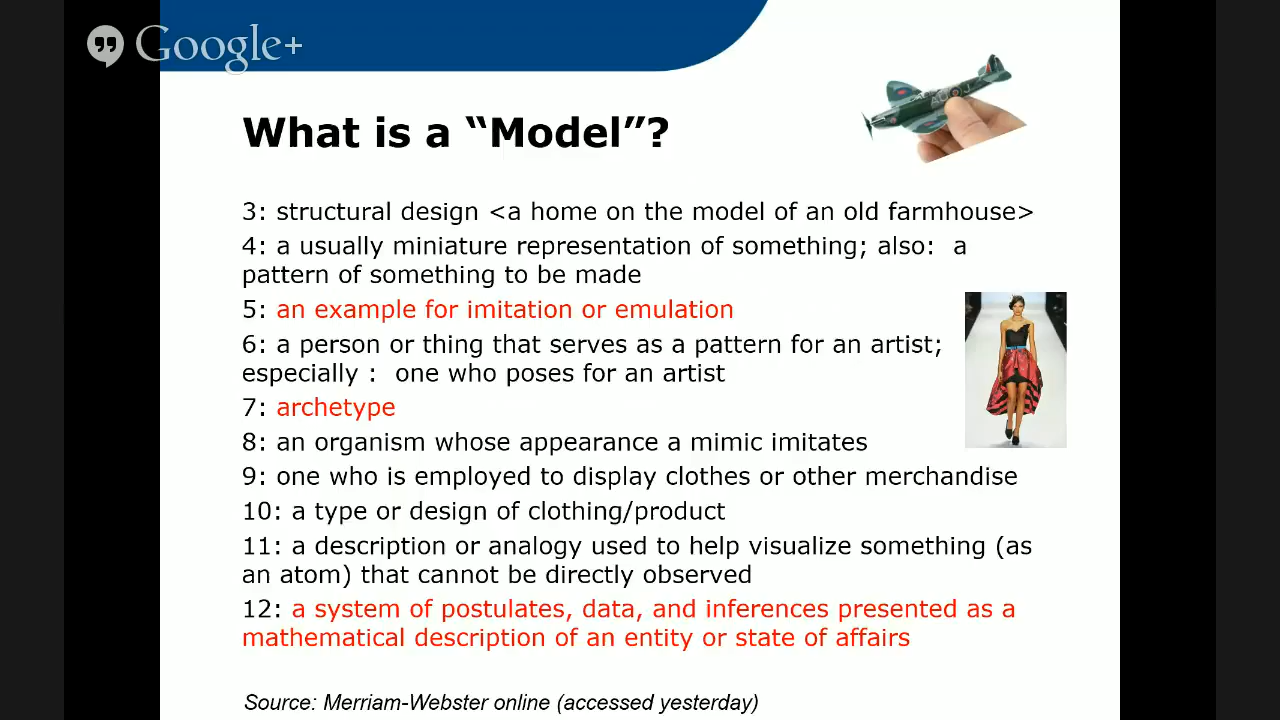 Google+
What is a “Model”?
3: structural design <a home on the model of an old farmhouse>
4: a usually miniature representation of something; also:  a
pattern of something to be made
5: an example for imitation or emulation
6: a person or thing that serves as a pattern for an artist;
especially :  one who poses for an artist
7: archetype
8: an organism whose appearance a mimic imitates
9: one who is employed to display clothes or other merchandise
10: a type or design of clothing/product
11: a description or analogy used to help visualize something (as
an atom) that cannot be directly observed
12: a system of postulates, data, and inferences presented as a
mathematical description of an entity or state of affairs
Source: Merriam-Webster online (accessed yesterday)